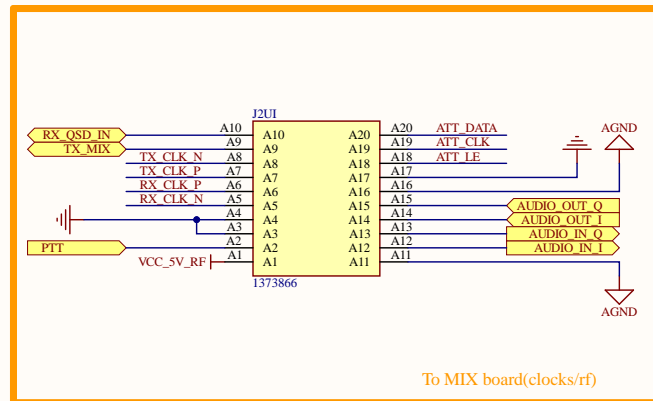 J2UI
RX_QSD_IN A10 A10 A20 A20 ATT_DATA AGND
TX_MIX A9 A9 A19 A19 ATT_CLK
TX_CLK_N A8 A8 A18 A18 ATT_LE
TX_CLK_P A7 A7 A17 A17
RX_CLK_P A6 A6 A16 A16
RX_CLK_N A5 A5 A15 A15 AUDIO_OUT_Q
A4 A4 A14 A14 AUDIO_OUT_I
A3 A3 A13 A13 AUDIO_IN_Q
PTT A2 A2 A12 A12 AUDIO_IN_I
VCC_5V_RF A1 A1 A11 A11
1373866
AGND
To MIX board(clocks/rf)